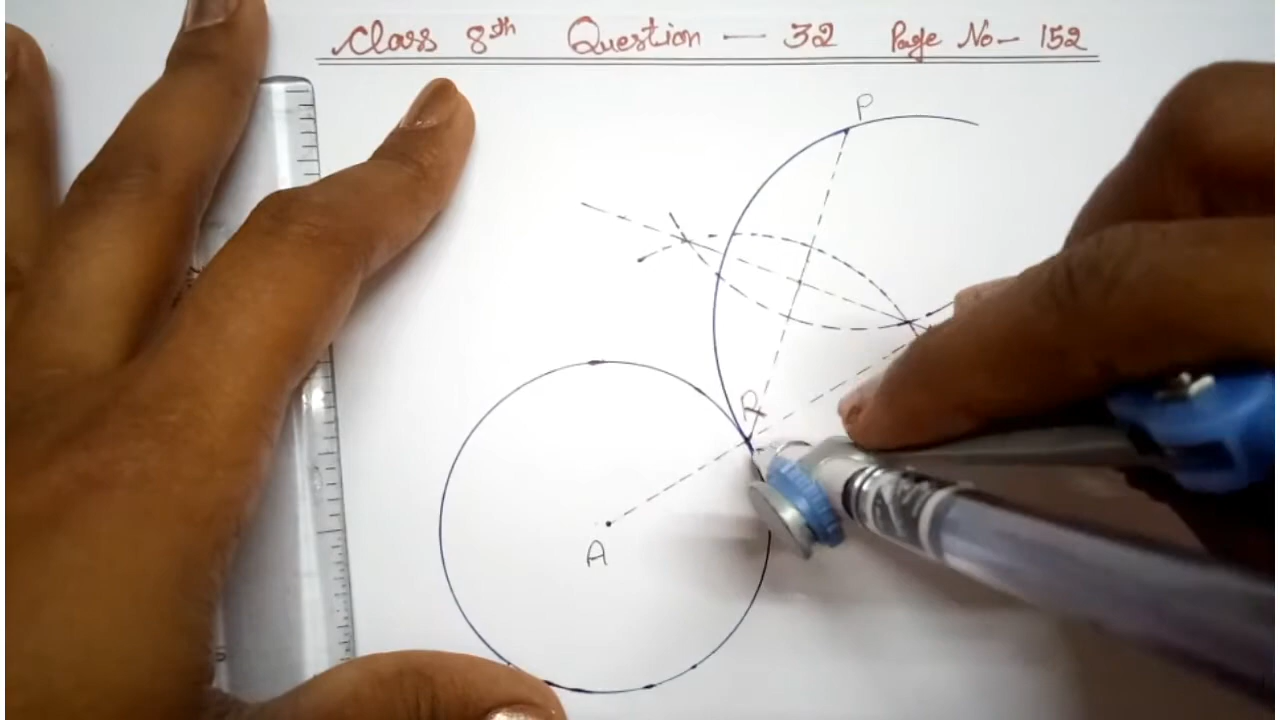 Class 8th Question — 32 Page No- 152
P
R
A